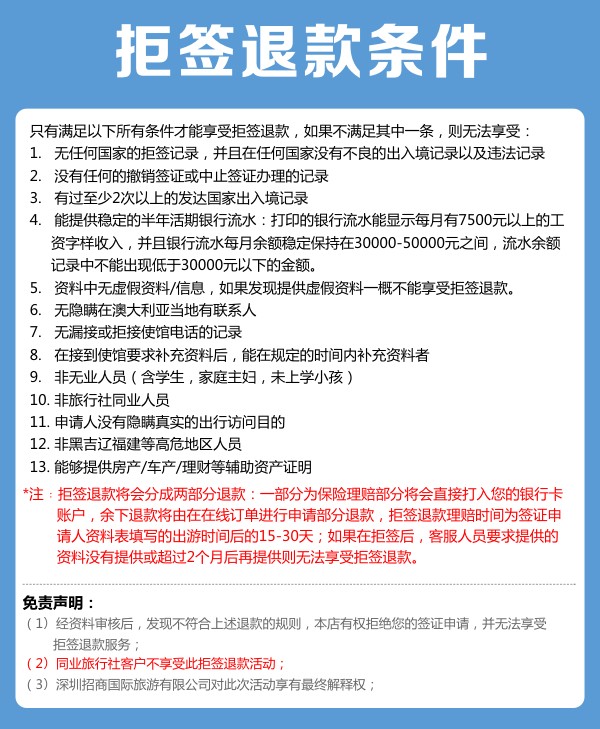 拒签退款条件
只有满足以下所有条件才能享受拒签退款，如果不满足其中一条，则无法享受：
1. 无任何国家的拒签记录，并且在任何国家没有不良的出入境记录以及违法记录
2. 没有任何的撤销签证或中止签证办理的记录
3. 有过至少2次以上的发达国家出入境记录
4. 能提供稳定的半年活期银行流水：打印的银行流水能显示每月有7500元以上的工
资字样收入，并且银行流水每月余额稳定保持在30000-50000元之间，流水余额
记录中不能出现低于30000元以下的金额。
5. 资料中无虚假资料/信息，如果发现提供虚假资料一概不能享受拒签退款。
6. 无隐瞒在澳大利亚当地有联系人
7. 无漏接或拒接使馆电话的记录
8. 在接到使馆要求补充资料后，能在规定的时间内补充资料者
9. 非无业人员（含学生，家庭主妇，未上学小孩）
10. 非旅行社同业人员
11. 申请人没有隐瞒真实的出行访问目的
12. 非黑吉辽福建等高危地区人员
13. 能够提供房产/车产/理财等辅助资产证明
*注：拒签退款将会分成两部分退款：一部分为保险理赔部分将会直接打入您的银行卡
账户，余下退款将由在在线订单进行申请部分退款，拒签退款理赔时间为签证申
请人资料表填写的出游时间后的15-30天；如果在拒签后，客服人员要求提供的
资料没有提供或超过2个月后再提供则无法享受拒签退款。
免责声明：
（1）经资料审核后，发现不符合上述退款的规则，本店有权拒绝您的签证申请，并无法享受
拒签退款服务；
（2）同业旅行社客户不享受此拒签退款活动；
（3）深圳招商国际旅游有限公司对此次活动享有最终解释权；